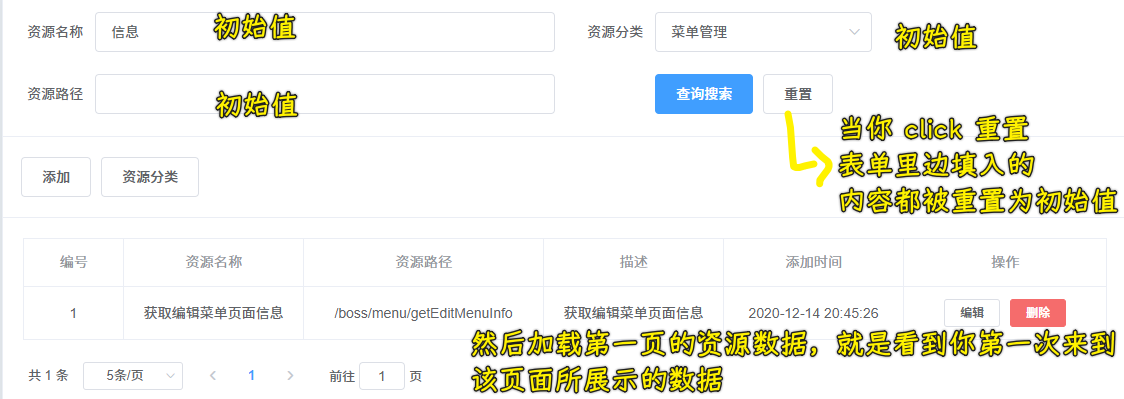 资源名称 信息 初始值 资源分类 菜单管理 初始值
资源路径 初始值 查询搜索 重置
当你 click 重置
表单里边填入的
内容都被重置为初始值
添加 资源分类
编号 资源名称 资源路径 描述 添加时间 操作
1 获取编辑菜单页面信息 /boss/menu/getEditMenuInfo 获取编辑菜单页面信息 2020-12-14 20:45:26 编辑 删除
然后加载第一页的资源数据，就是看到你第一次来到
该页面所展示的数据
共 1 条 5条/页 1 前往 1 页